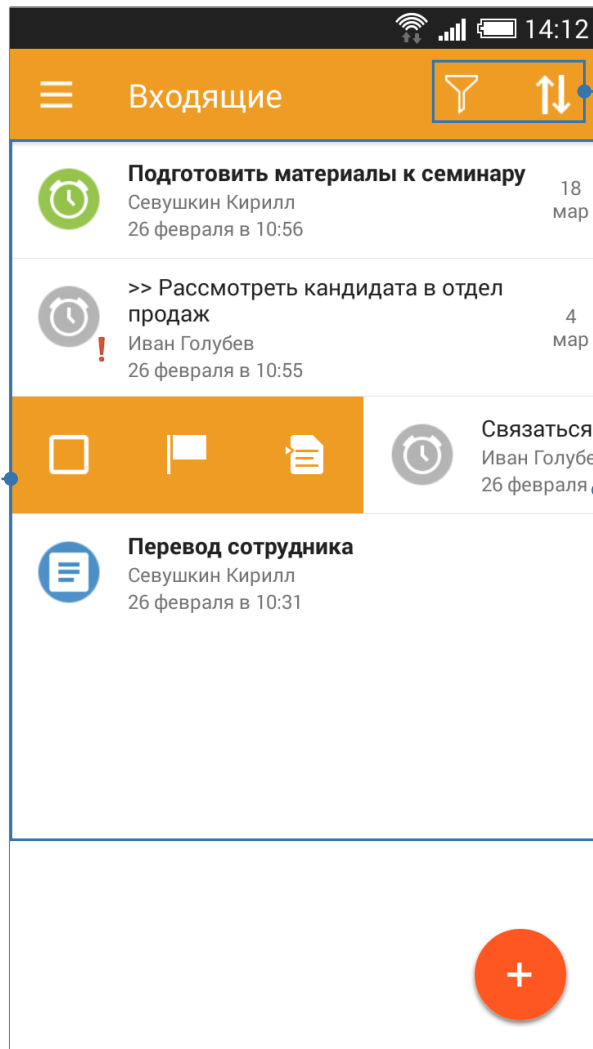 14:12
Входящие
Подготовить материалы к семинару
Севушкин Кирилл
26 февраля в 10:56
18
мар
>> Рассмотреть кандидата в отдел
продаж
Иван Голубев
26 февраля в 10:55
4
мар
Связаться
Иван
26 февраля
Перевод сотрудника
Севушкин Кирилл
26 февраля в 10:31
+